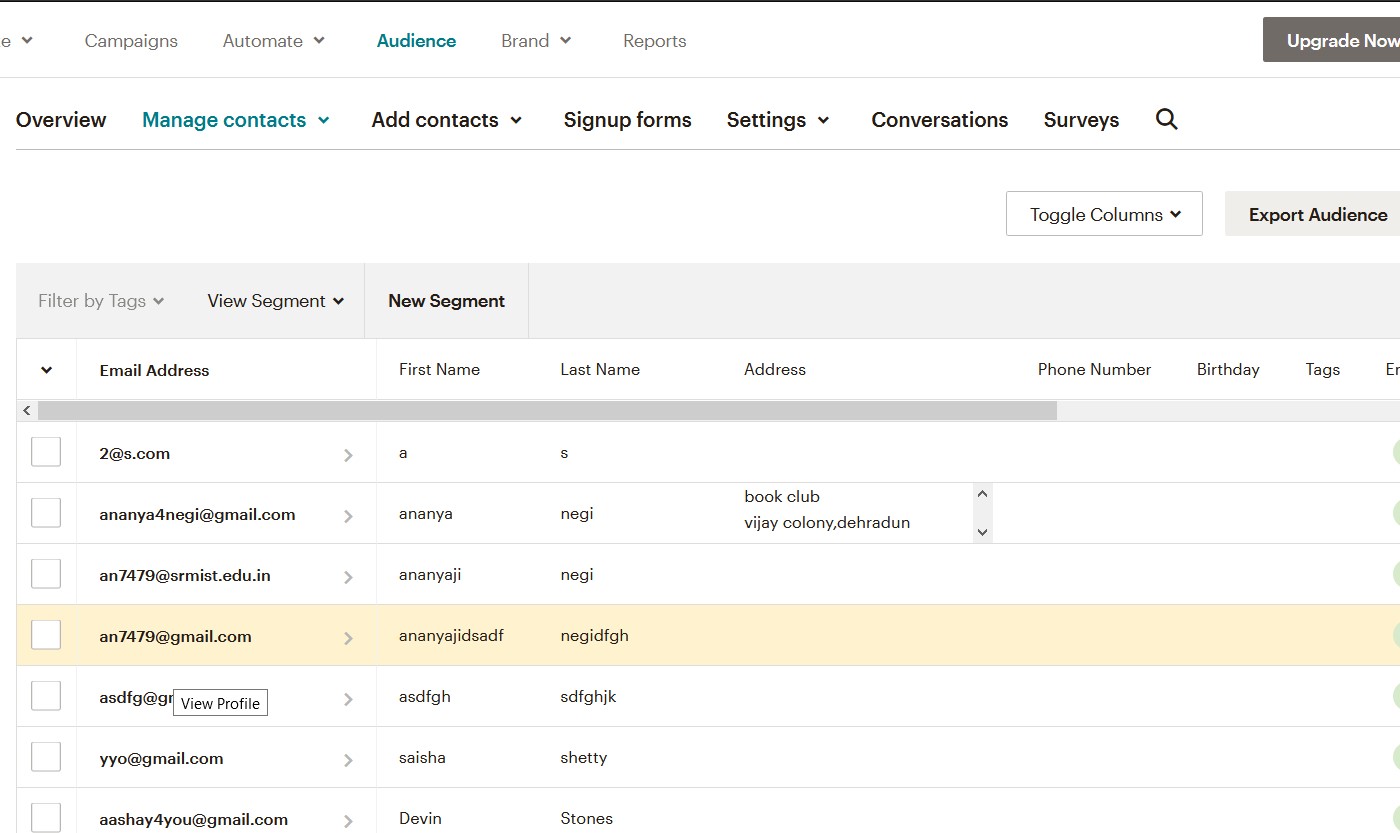 Campaigns Automate Audience Brand Reports Upgrade Now
Overview Manage contacts Add contacts Signup forms Settings Conversations Surveys
Toggle Columns Export Audience
Filter by Tags View Segment New Segment
Email Address First Name Last Name Address Phone Number Birthday Tags
2@s.com a s
book club
ananya4negi@gmail.com ananya negi
vijay colony,dehradun
an7479@srmist.edu.in ananyaji negi
an7479@gmail.com ananyajidsadf negidfgh
asdfg@ asdfgh sdfghjk
View Profile
yyo@gmail.com saisha shetty
aashay4you@gmail.com Devin Stones